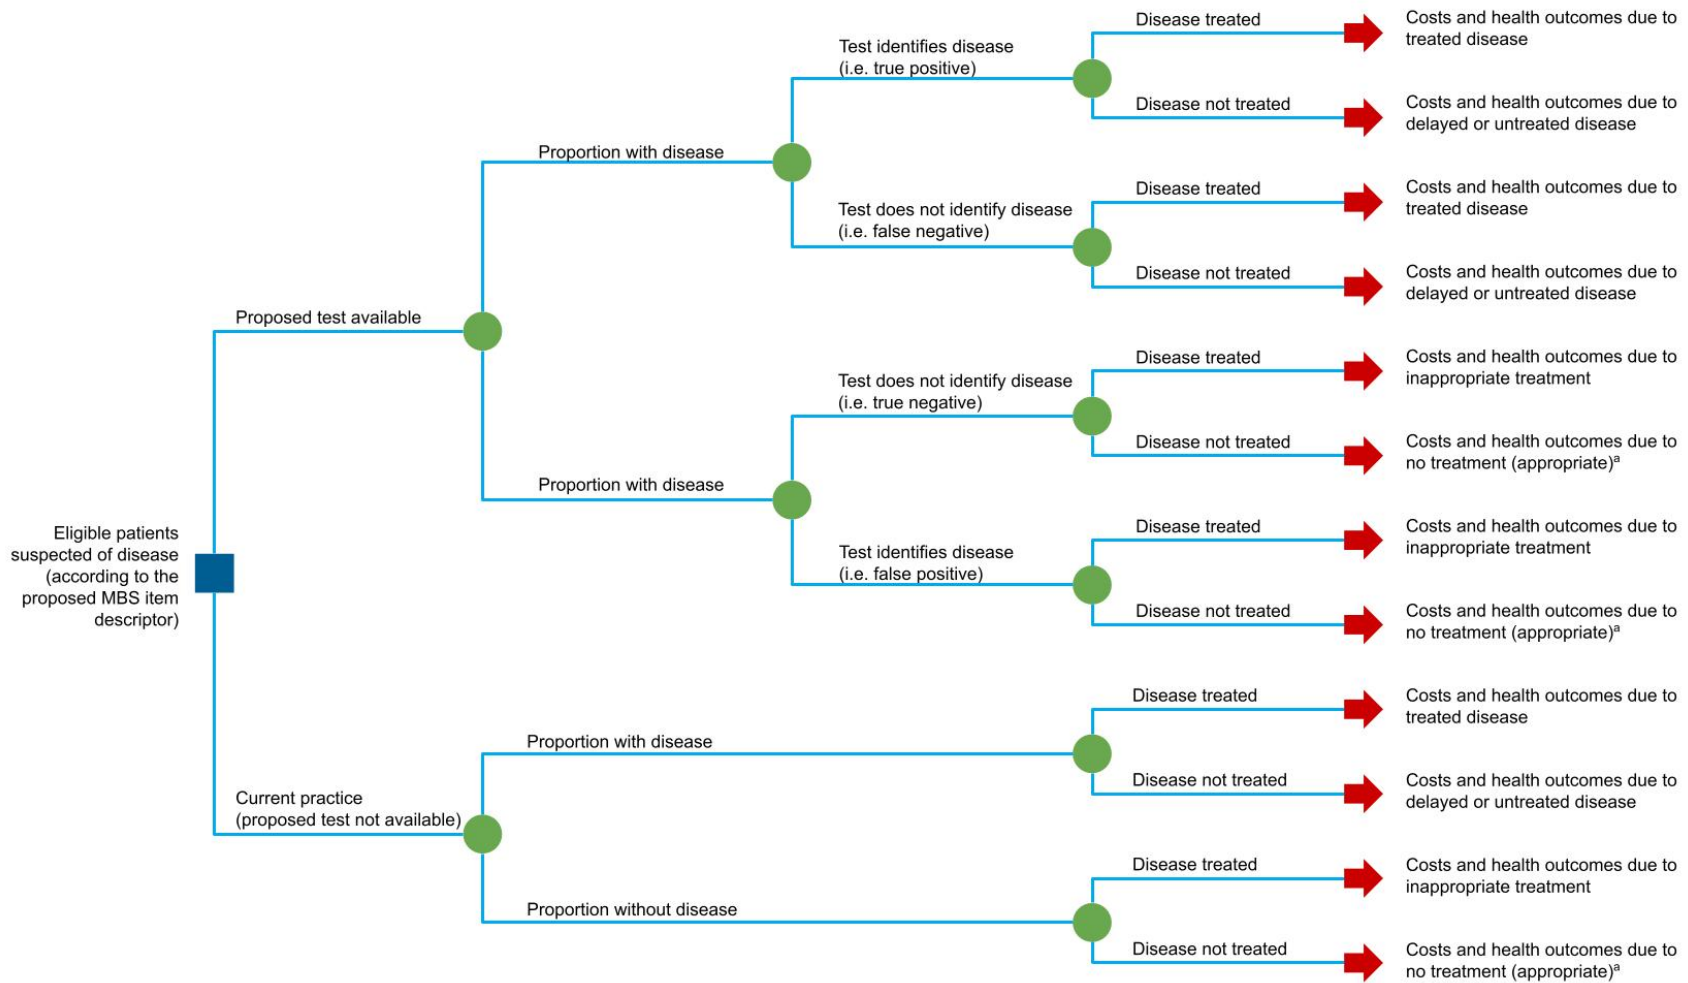 Disease treated
Costs and health outcomes due to
treated disease
Test identifies disease
(i.e. true positive)
Disease not treated
Costs and health outcomes due to
delayed or untreated disease
Proportion with disease
Disease treated
Costs and health outcomes due to
treated disease
Test does not identify disease
(i.e. false negative)
Disease not treated
Costs and health outcomes due to
delayed or untreated disease
Proposed test available
Disease treated
Costs and health outcomes due to
inappropriate treatment
Test does not identify disease
(i.e. true negative)
Disease not treated
Costs and health outcomes due to
no treatment (appropriate)ᵃ
Proportion with disease
Disease treated
Costs and health outcomes due to
inappropriate treatment
Test identifies disease
(i.e. false positive)
Disease not treated
Costs and health outcomes due to
no treatment (appropriate)ᵃ
Eligible patients
suspected of disease
(according to the
proposed MBS item
descriptor)
Disease treated
Costs and health outcomes due to
treated disease
Proportion with disease
Disease not treated
Costs and health outcomes due to
delayed or untreated disease
Current practice
(proposed test not available)
Disease treated
Costs and health outcomes due to
inappropriate treatment
Proportion without disease
Disease not treated
Costs and health outcomes due to
no treatment (appropriate)ᵃ